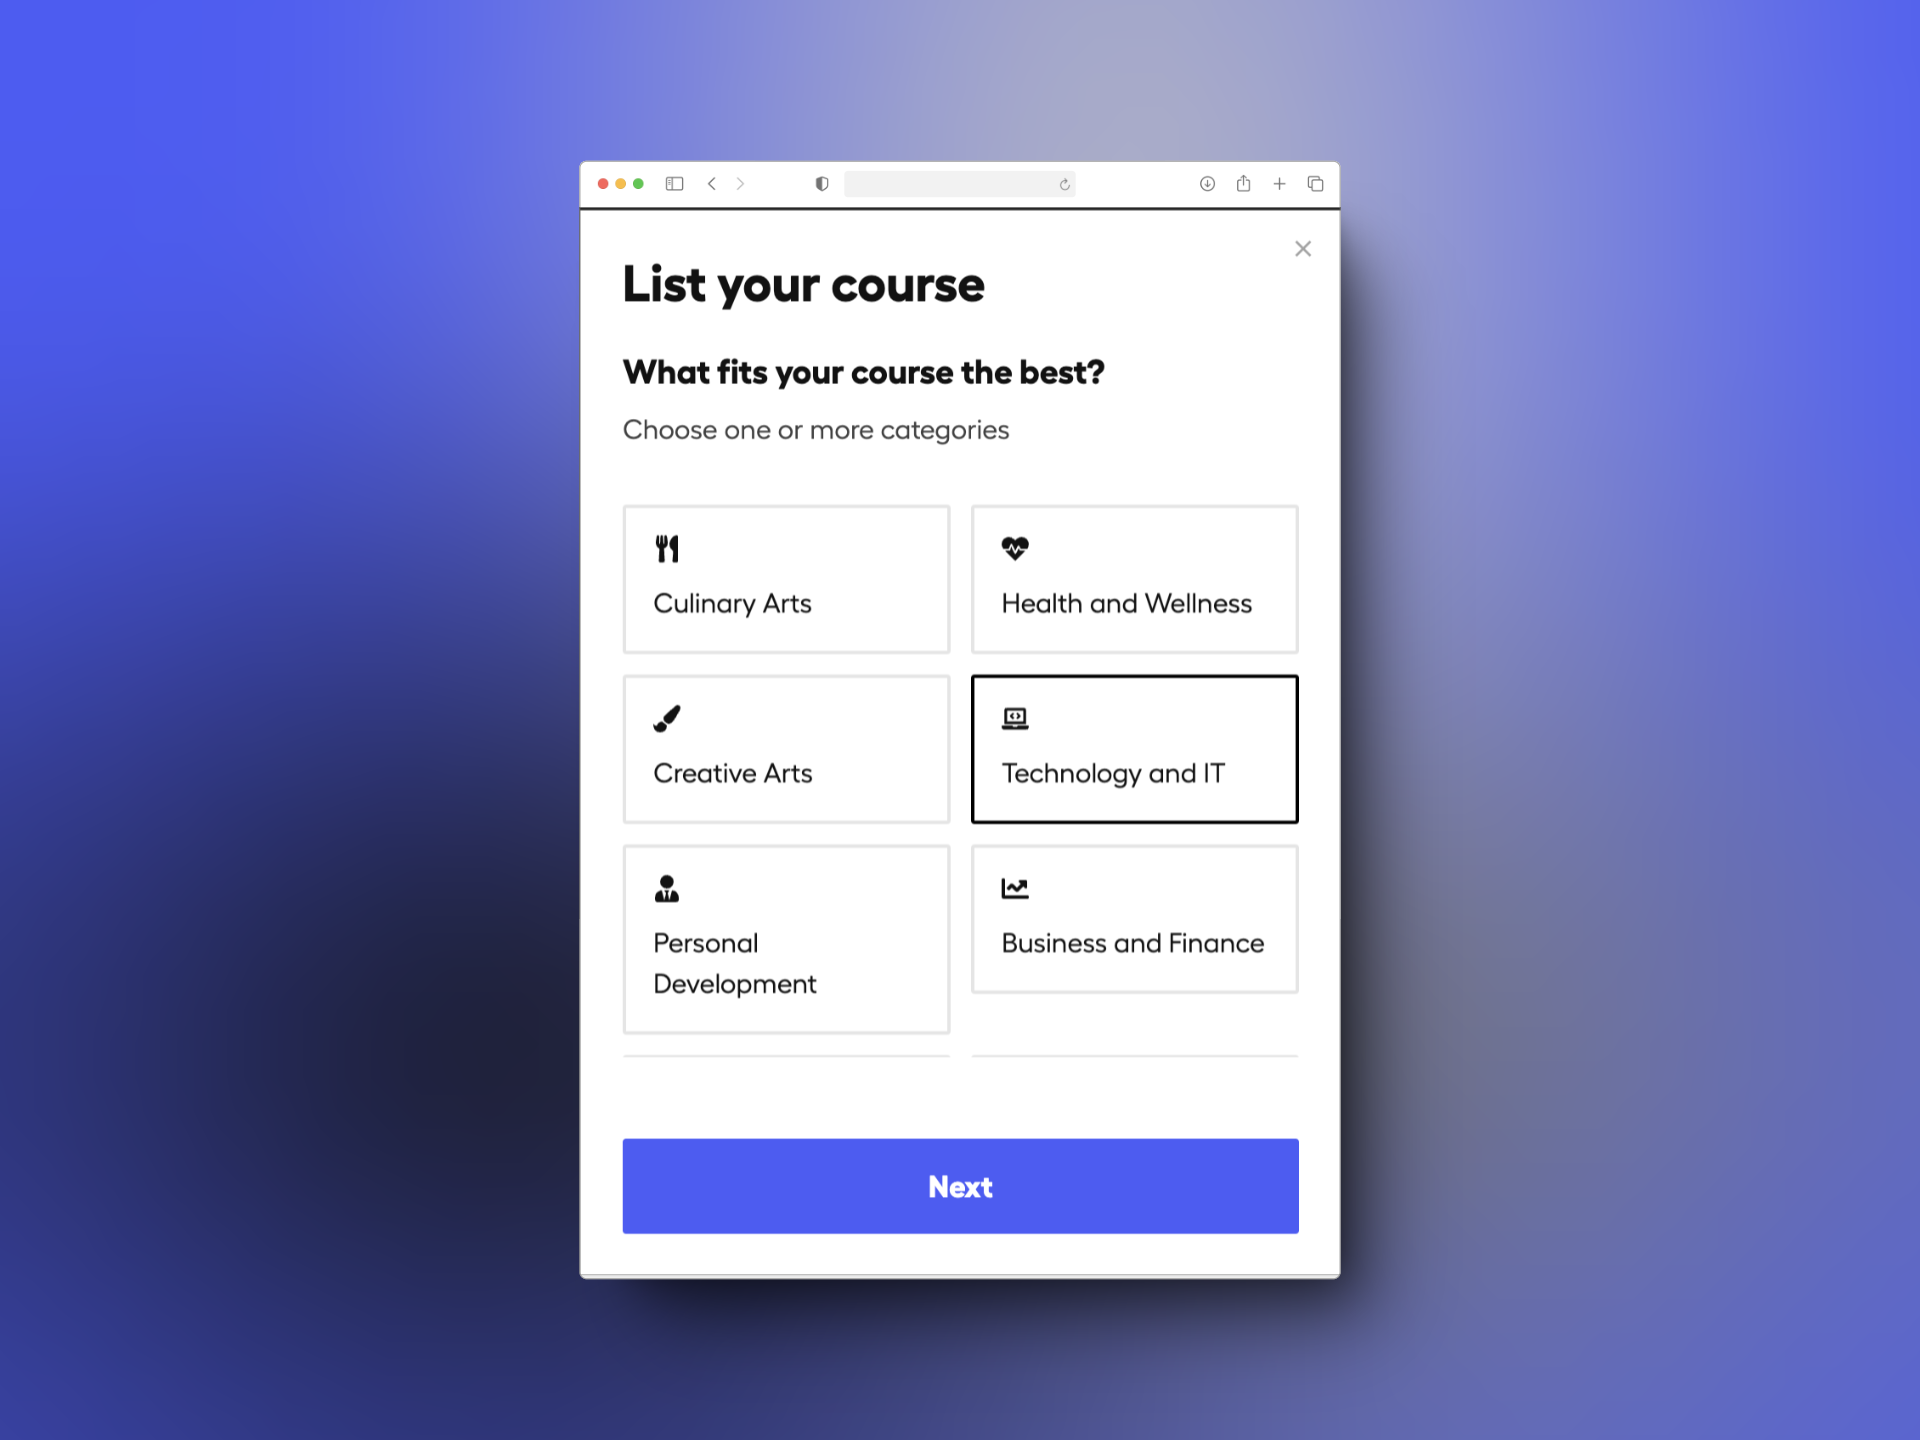 List your course
What fits your course the best?
Choose one or more categories
Culinary Arts
Health and Wellness
Creative Arts
Technology and IT
Personal
Development
Business and Finance
Next